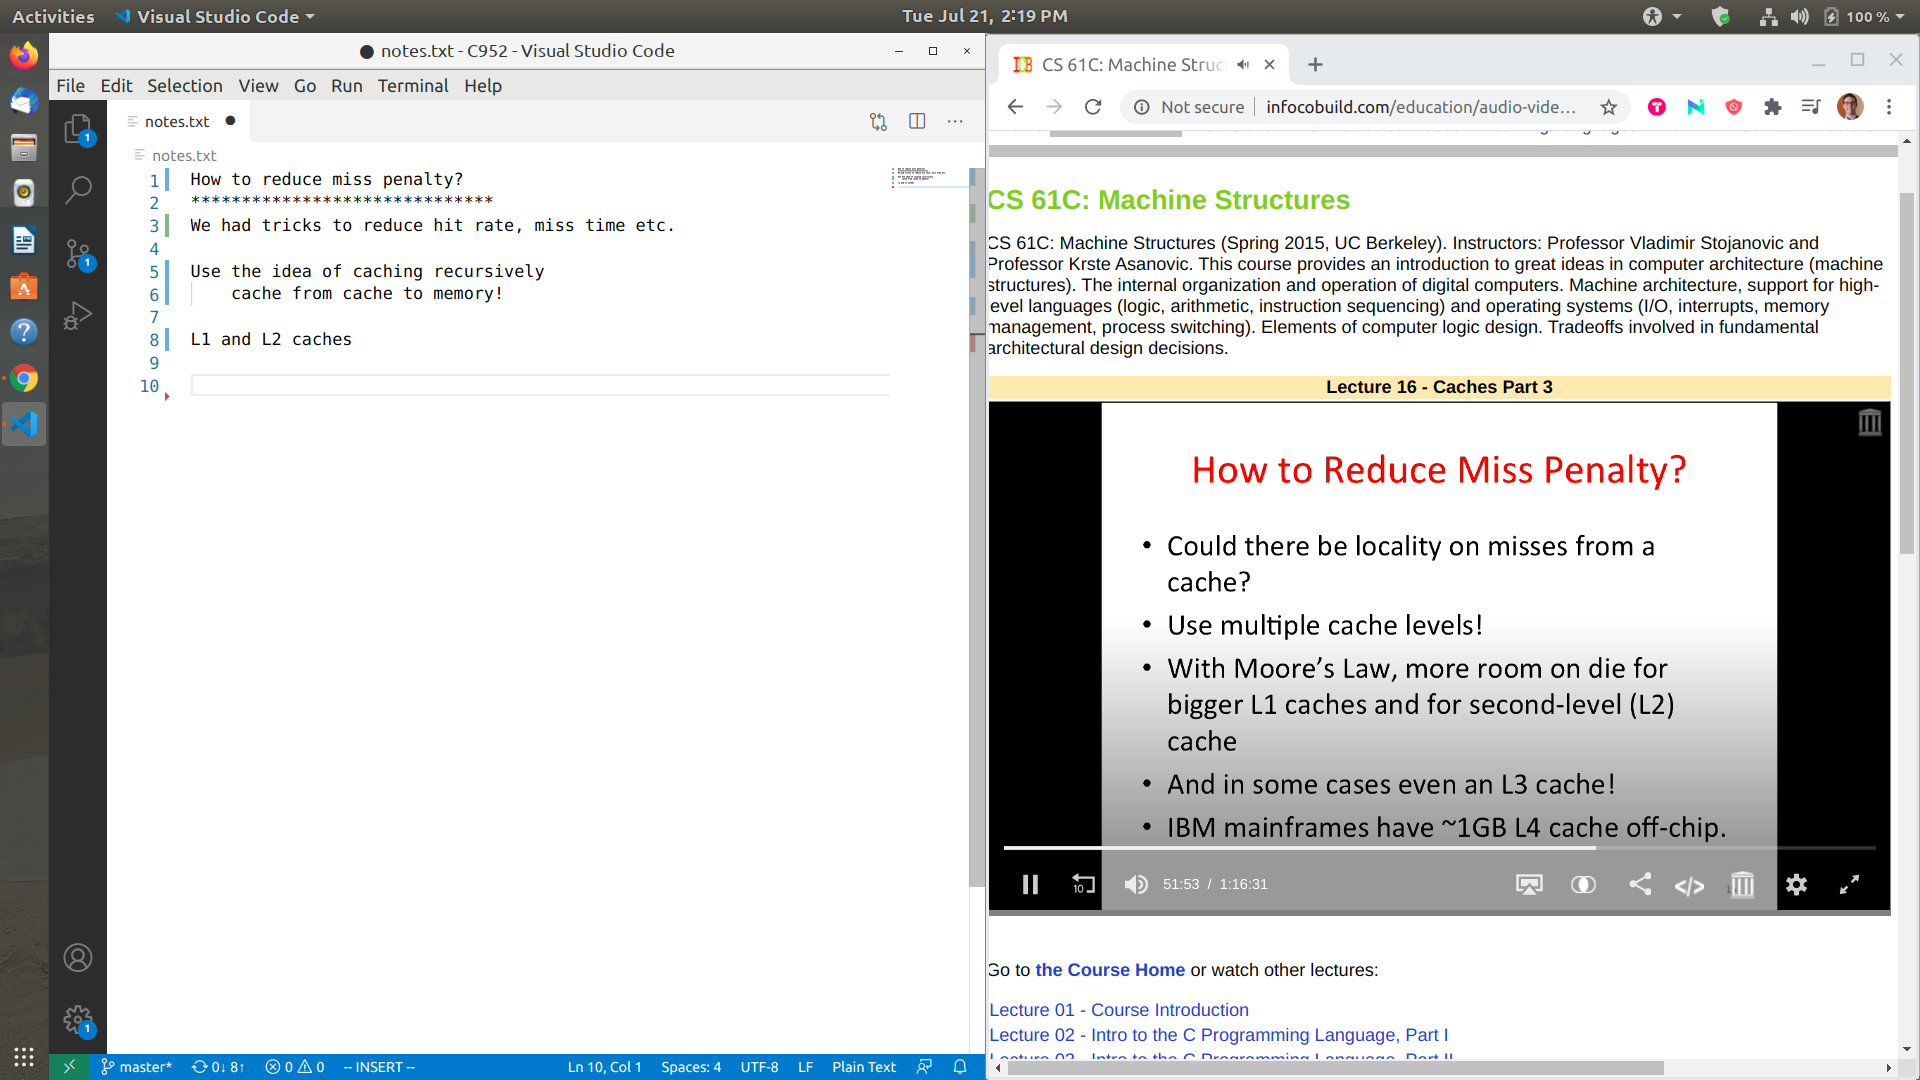 Activities
Visual Studio Code
Tue Jul 21, 2:19 PM
100 %
notes.txt - C952 - Visual Studio Code
File Edit Selection View Go Run Terminal Help
notes.txt
notes.txt
1 How to reduce miss penalty?
2 ******************************
3 We had tricks to reduce hit rate, miss time etc.
4
5 Use the idea of caching recursively
6 cache from cache to memory!
7
8 L1 and L2 caches
9
10
1
1
1
master*
0↓ 8↑
0 0
-- INSERT --
Ln 10, Col 1
Spaces: 4
UTF-8
LF
Plain Text
CS 61C: Machine Struc
Not secure
infocobuild.com/education/audio-vide...
CS 61C: Machine Structures
CS 61C: Machine Structures (Spring 2015, UC Berkeley). Instructors: Professor Vladimir Stojanovic and
Professor Krste Asanovic. This course provides an introduction to great ideas in computer architecture (machine
structures). The internal organization and operation of digital computers. Machine architecture, support for high-
level languages (logic, arithmetic, instruction sequencing) and operating systems (I/O, interrupts, memory
management, process switching). Elements of computer logic design. Tradeoffs involved in fundamental
architectural design decisions.
Lecture 16 - Caches Part 3
How to Reduce Miss Penalty?
• Could there be locality on misses from a
cache?
• Use multiple cache levels!
• With Moore's Law, more room on die for
bigger L1 caches and for second-level (L2)
cache
• And in some cases even an L3 cache!
• IBM mainframes have ~1GB L4 cache off-chip.
10
51:53 / 1:16:31
Go to the Course Home or watch other lectures:
Lecture 01 - Course Introduction
Lecture 02 - Intro to the C Programming Language, Part I
Lecture 03 - Intro to the C Programming Language, Part II